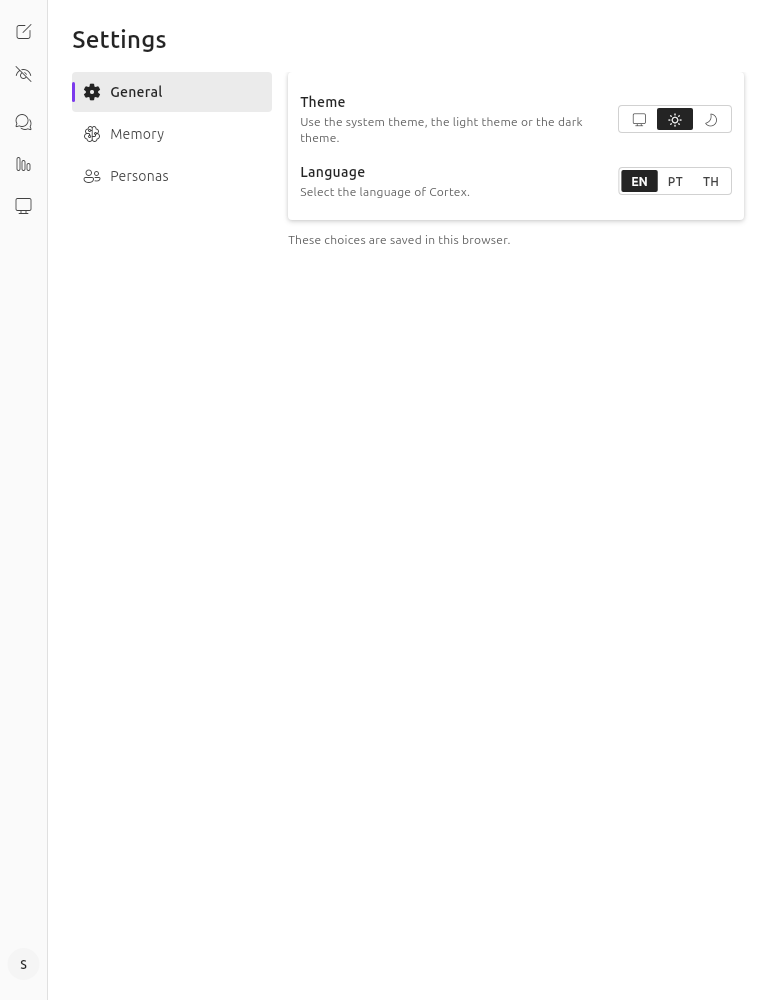 Settings
General
Memory
Personas
Theme
Use the system theme, the light theme or the dark
theme.
Language
Select the language of Cortex.
EN PT TH
These choices are saved in this browser.
S